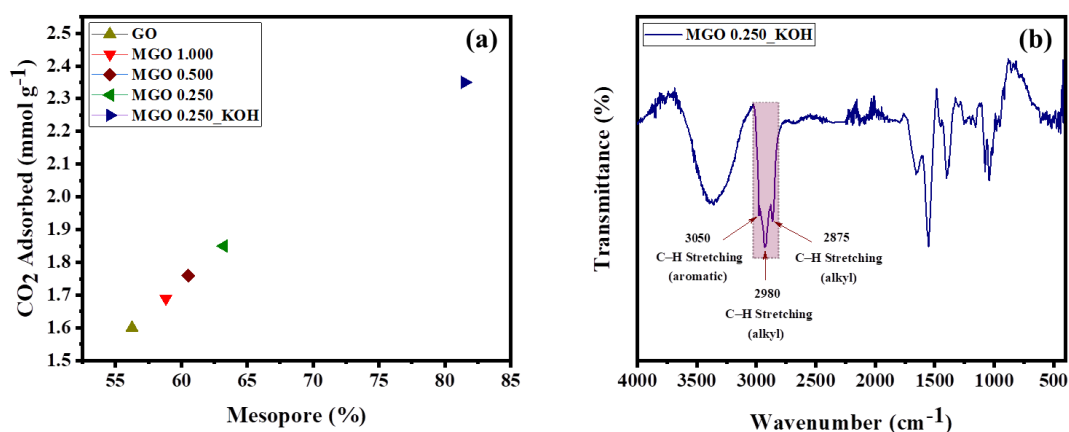 (a)
GO
MGO 1.000
MGO 0.500
MGO 0.250
MGO 0.250_KOH
CO2 Adsorbed (mmol g-1)
2.5
2.4
2.3
2.2
2.1
2.0
1.9
1.8
1.7
1.6
1.5
55 60 65 70 75 80 85
Mesopore (%)
(b)
MGO 0.250_KOH
Transmittance (%)
3050
C–H Stretching
(aromatic)
2980
C–H Stretching
(alkyl)
2875
C–H Stretching
(alkyl)
4000 3500 3000 2500 2000 1500 1000 500
Wavenumber (cm-1)